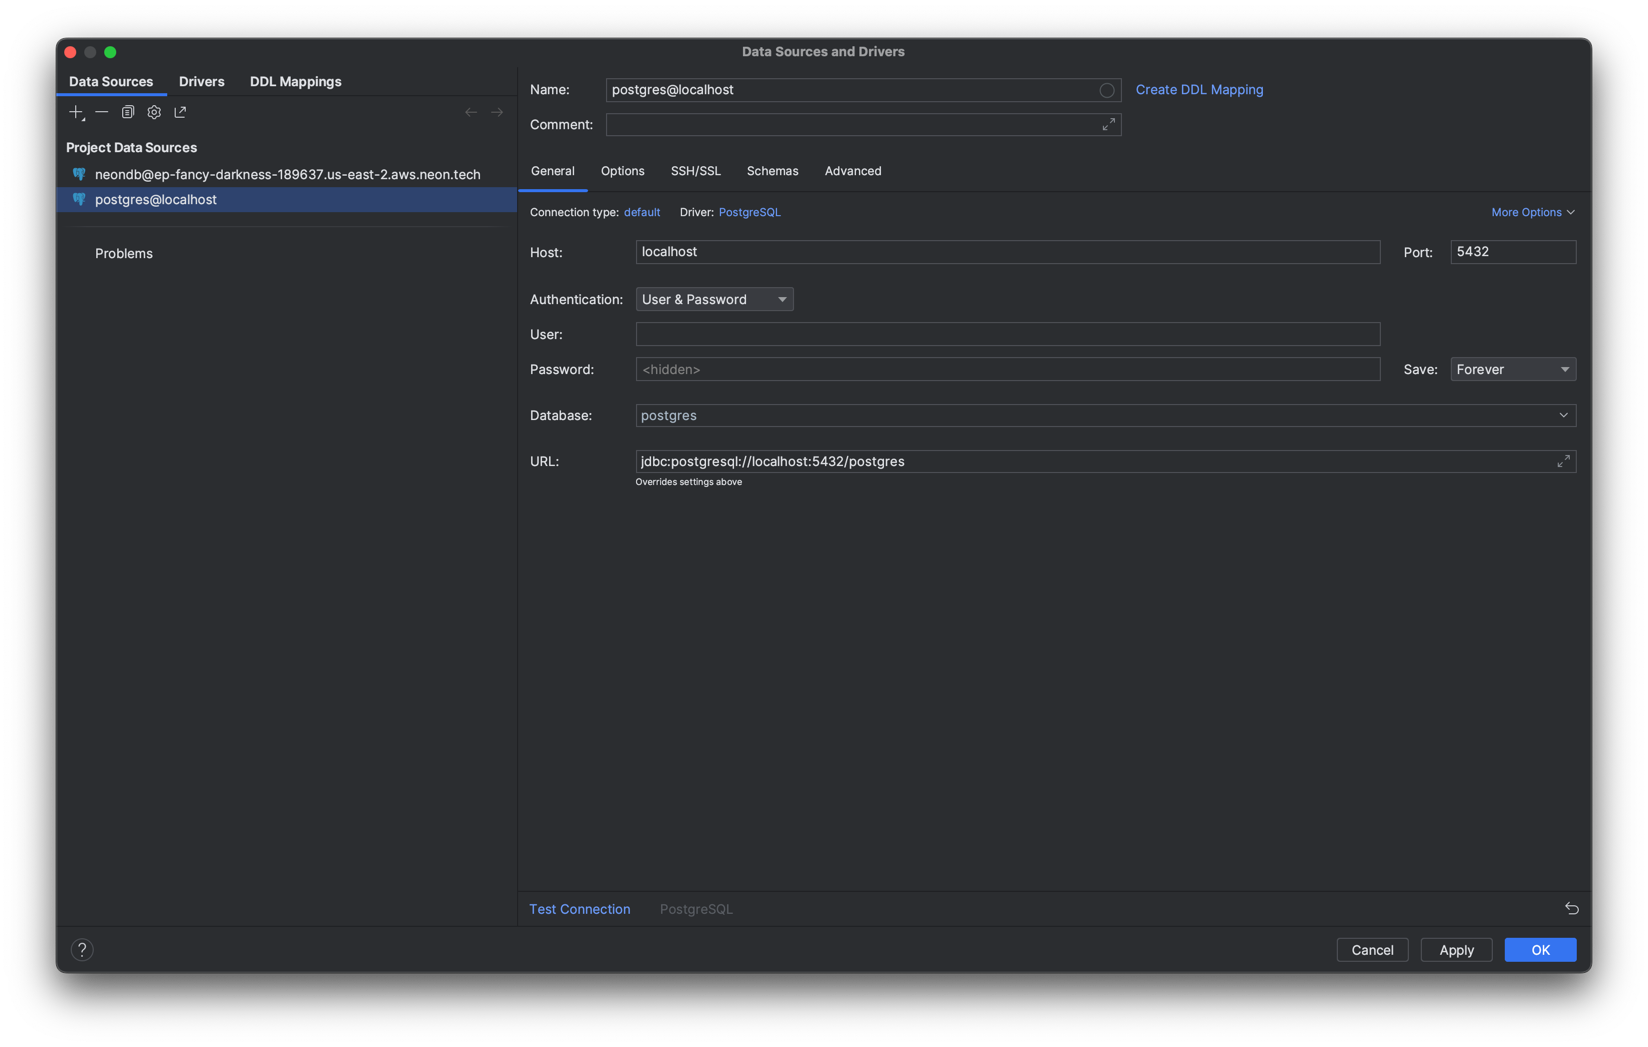 Data Sources and Drivers
Data Sources Drivers DDL Mappings
Project Data Sources
neondb@ep-fancy-darkness-189637.us-east-2.aws.neon.tech
postgres@localhost
Problems
Name: postgres@localhost Create DDL Mapping
Comment:
General Options SSH/SSL Schemas Advanced
Connection type: default Driver: PostgreSQL More Options
Host: localhost Port: 5432
Authentication: User & Password
User:
Password: <hidden> Save: Forever
Database: postgres
URL: jdbc:postgresql://localhost:5432/postgres
Overrides settings above
Test Connection PostgreSQL
? Cancel Apply OK